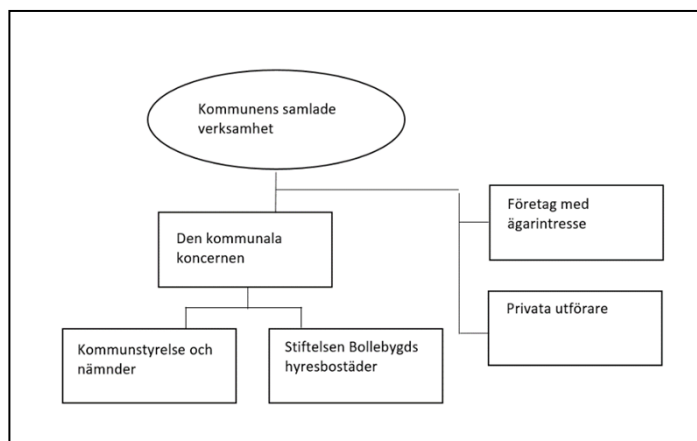 Kommunens samlade
verksamhet
Företag med
ägarintresse
Den kommunala
koncernen
Privata utförare
Kommunstyrelse och
nämnder
Stiftelsen Bollebygds
hyresbostäder